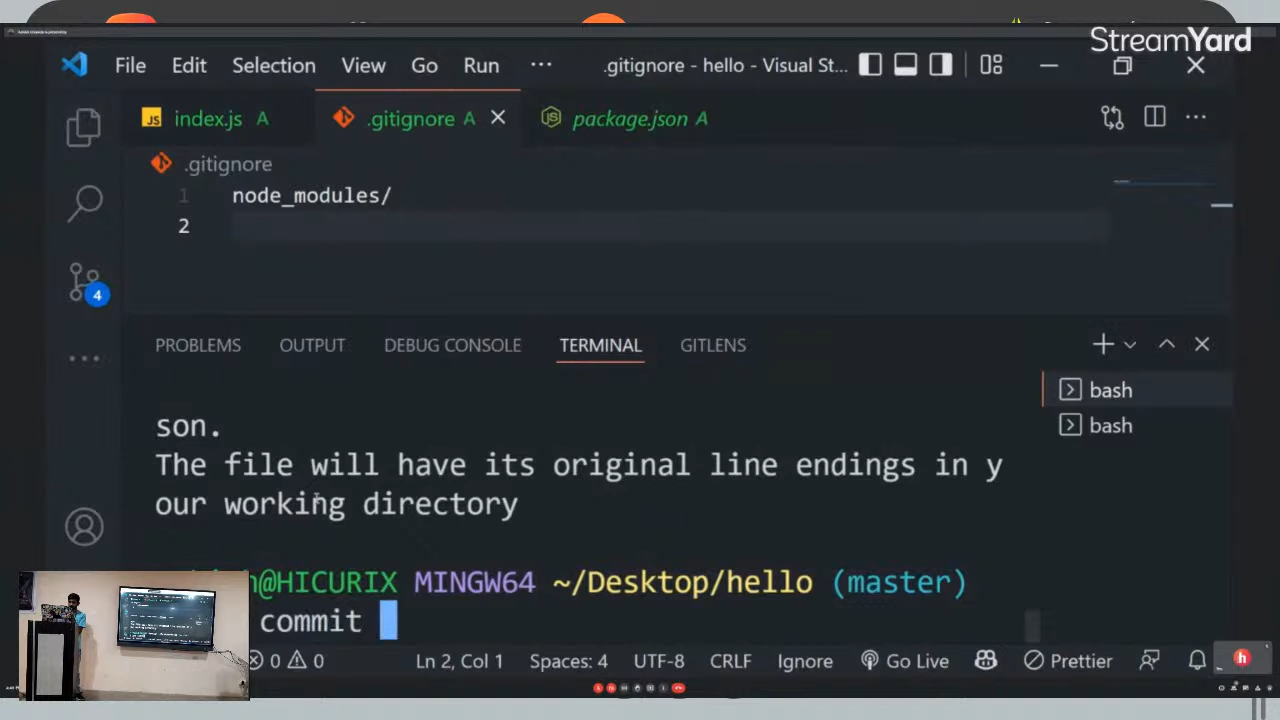 StreamYard
File Edit Selection View Go Run ··· .gitignore - hello - Visual St...
index.js A .gitignore A package.json A
.gitignore
1 node_modules/
2
4
PROBLEMS OUTPUT DEBUG CONSOLE TERMINAL GITLENS
bash
bash
son.
The file will have its original line endings in y
our working directory
@HICURIX MINGW64 ~/Desktop/hello (master)
commit
0 0 Ln 2, Col 1 Spaces: 4 UTF-8 CRLF Ignore Go Live Prettier
h